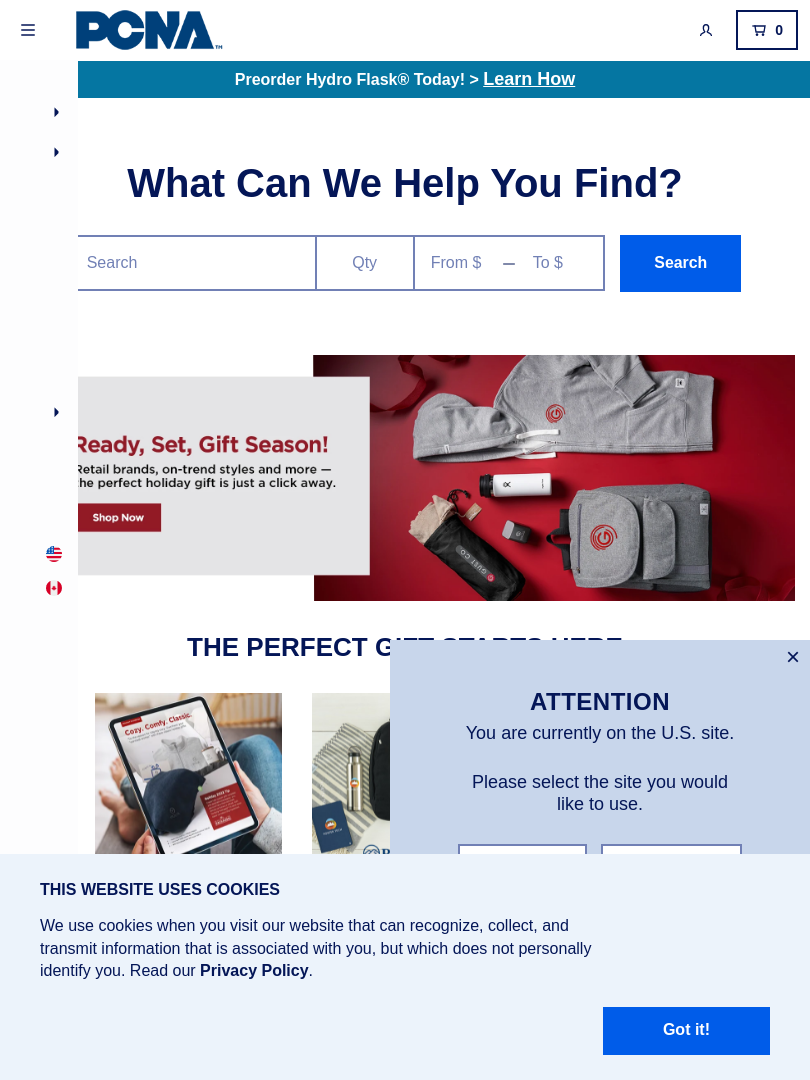 PCNA™
0
Preorder Hydro Flask® Today! > Learn How
What Can We Help You Find?
Search
Qty
From $
To $
Search
Ready, Set, Gift Season!
Retail brands, on-trend styles and more —
the perfect holiday gift is just a click away.
Shop Now
THE PERFECT GIFT STARTS HERE
Cozy. Comfy. Classic.
×
ATTENTION
You are currently on the U.S. site.
Please select the site you would
like to use.
THIS WEBSITE USES COOKIES
We use cookies when you visit our website that can recognize, collect, and
transmit information that is associated with you, but which does not personally
identify you. Read our Privacy Policy.
Got it!